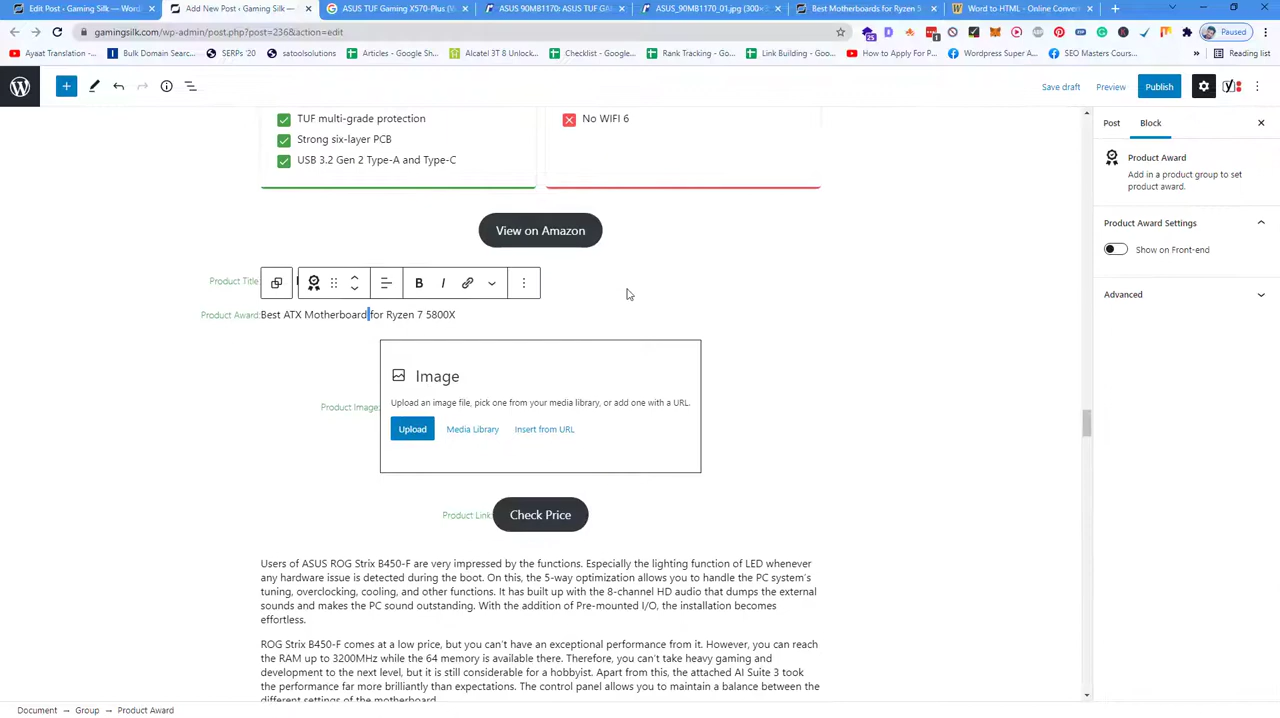 Edit Post ‹ Gaming Silk — WordP
Add New Post ‹ Gaming Silk —
ASUS TUF Gaming X570-Plus (W
ASUS 90MB1170: ASUS TUF GAM
ASUS_90MB1170_01.jpg (300×3
Best Motherboards for Ryzen 5
Word to HTML - Online Conver
gamingsilk.com/wp-admin/post.php?post=236&action=edit
25
Paused
Ayaat Translation -...
Bulk Domain Search...
SERPs '20
satoolsolutions
Articles - Google Sh...
Alcatel 3T 8 Unlock...
Checklist - Google...
Rank Tracking - Go...
Link Building - Goo...
How to Apply For P...
Wordpress Super A...
SEO Masters Cours...
»
Reading list
Save draft
Preview
Publish
TUF multi-grade protection
Strong six-layer PCB
USB 3.2 Gen 2 Type-A and Type-C
No WIFI 6
View on Amazon
Product Title:
B I
Product Award: Best ATX Motherboard for Ryzen 7 5800X
Image
Upload an image file, pick one from your media library, or add one with a URL.
Product Image:
Upload
Media Library
Insert from URL
Product Link:
Check Price
Users of ASUS ROG Strix B450-F are very impressed by the functions. Especially the lighting function of LED whenever
any hardware issue is detected during the boot. On this, the 5-way optimization allows you to handle the PC system's
tuning, overclocking, cooling, and other functions. It has built up with the 8-channel HD audio that dumps the external
sounds and makes the PC sound outstanding. With the addition of Pre-mounted I/O, the installation becomes
effortless.
ROG Strix B450-F comes at a low price, but you can't have an exceptional performance from it. However, you can reach
the RAM up to 3200MHz while the 64 memory is available there. Therefore, you can't take heavy gaming and
development to the next level, but it is still considerable for a hobbyist. Apart from this, the attached AI Suite 3 took
the performance far more brilliantly than expectations. The control panel allows you to maintain a balance between the
different settings of the motherboard.
Post
Block
Product Award
Add in a product group to set
product award.
Product Award Settings
Show on Front-end
Advanced
Document → Group → Product Award